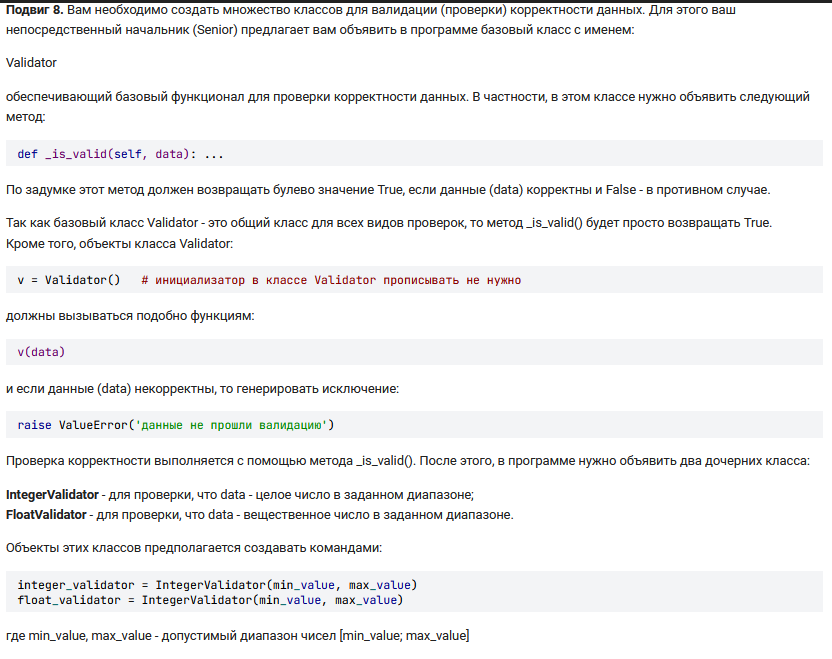 Подвиг 8. Вам необходимо создать множество классов для валидации (проверки) корректности данных. Для этого ваш
непосредственный начальник (Senior) предлагает вам объявить в программе базовый класс с именем:
Validator
обеспечивающий базовый функционал для проверки корректности данных. В частности, в этом классе нужно объявить следующий
метод:
def _is_valid(self, data): ...
По задумке этот метод должен возвращать булево значение True, если данные (data) корректны и False - в противном случае.
Так как базовый класс Validator - это общий класс для всех видов проверок, то метод _is_valid() будет просто возвращать True.
Кроме того, объекты класса Validator:
v = Validator()   # инициализатор в классе Validator прописывать не нужно
должны вызываться подобно функциям:
v(data)
и если данные (data) некорректны, то генерировать исключение:
raise ValueError('данные не прошли валидацию')
Проверка корректности выполняется с помощью метода _is_valid(). После этого, в программе нужно объявить два дочерних класса:
IntegerValidator - для проверки, что data - целое число в заданном диапазоне;
FloatValidator - для проверки, что data - вещественное число в заданном диапазоне.
Объекты этих классов предполагается создавать командами:
integer_validator = IntegerValidator(min_value, max_value)
float_validator = IntegerValidator(min_value, max_value)
где min_value, max_value - допустимый диапазон чисел [min_value; max_value]